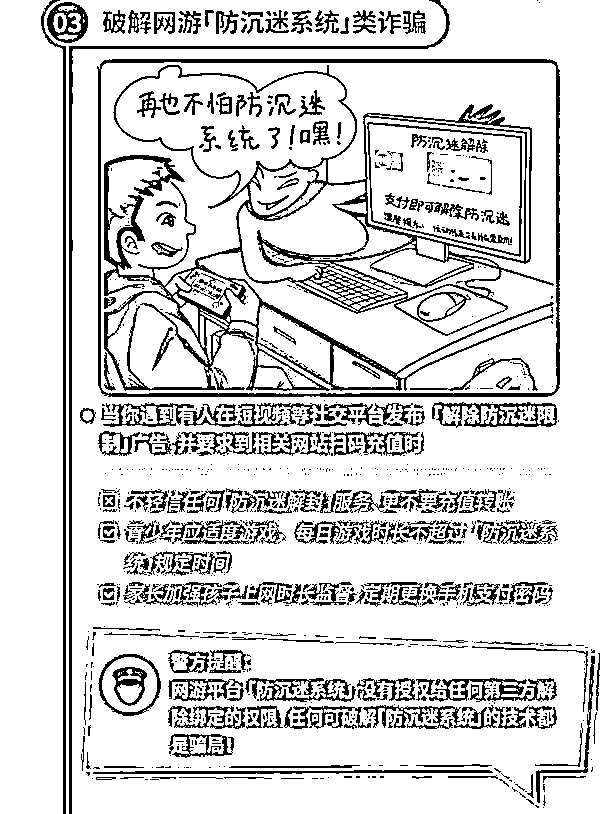 03 破解网游「防沉迷系统」类诈骗
再也不怕防沉迷
系统了!嘿!
防沉迷解除
支付即可解除防沉迷
当你遇到有人在短视频等社交平台发布「解除防沉迷限
制」广告,并要求到相关网站扫码充值时
不轻信任何「防沉迷解封」服务,更不要充值转账
青少年应适度游戏、每日游戏时长不超过「防沉迷系
统」规定时间
家长加强孩子上网时长监督,定期更换手机支付密码
警方提醒:
网游平台「防沉迷系统」没有授权给任何第三方解
除绑定的权限,任何可破解「防沉迷系统」的技术都
是骗局!